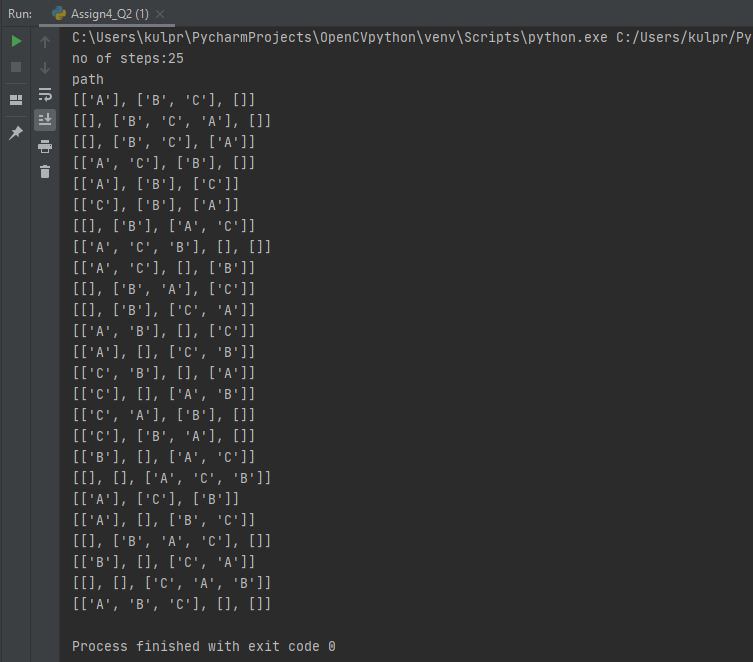 Run: Assign4_Q2 (1)
C:\Users\kulpr\PycharmProjects\OpenCVpython\venv\Scripts\python.exe C:/Users/kulpr/Py
no of steps:25
path
[['A'], ['B', 'C'], []]
[[], ['B', 'C', 'A'], []]
[[], ['B', 'C'], ['A']]
[['A', 'C'], ['B'], []]
[['A'], ['B'], ['C']]
[['C'], ['B'], ['A']]
[[], ['B'], ['A', 'C']]
[['A', 'C', 'B'], [], []]
[['A', 'C'], [], ['B']]
[[], ['B', 'A'], ['C']]
[[], ['B'], ['C', 'A']]
[['A', 'B'], [], ['C']]
[['A'], [], ['C', 'B']]
[['C', 'B'], [], ['A']]
[['C'], [], ['A', 'B']]
[['C', 'A'], ['B'], []]
[['C'], ['B', 'A'], []]
[['B'], [], ['A', 'C']]
[[], [], ['A', 'C', 'B']]
[['A'], ['C'], ['B']]
[['A'], [], ['B', 'C']]
[[], ['B', 'A', 'C'], []]
[['B'], [], ['C', 'A']]
[[], [], ['C', 'A', 'B']]
[['A', 'B', 'C'], [], []]
Process finished with exit code 0